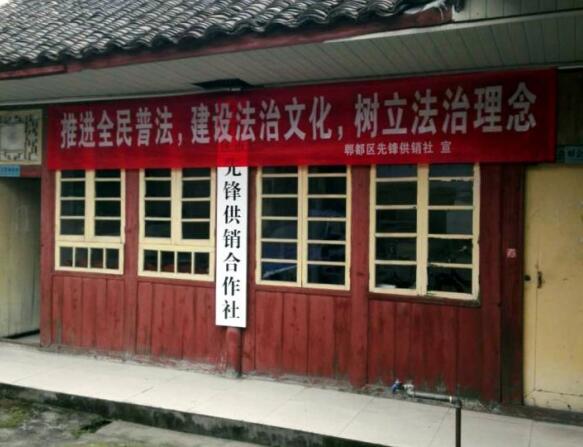 推进全民普法，建设法治文化，树立法治理念
郫都区先锋供销社 宣
先锋供销合作社